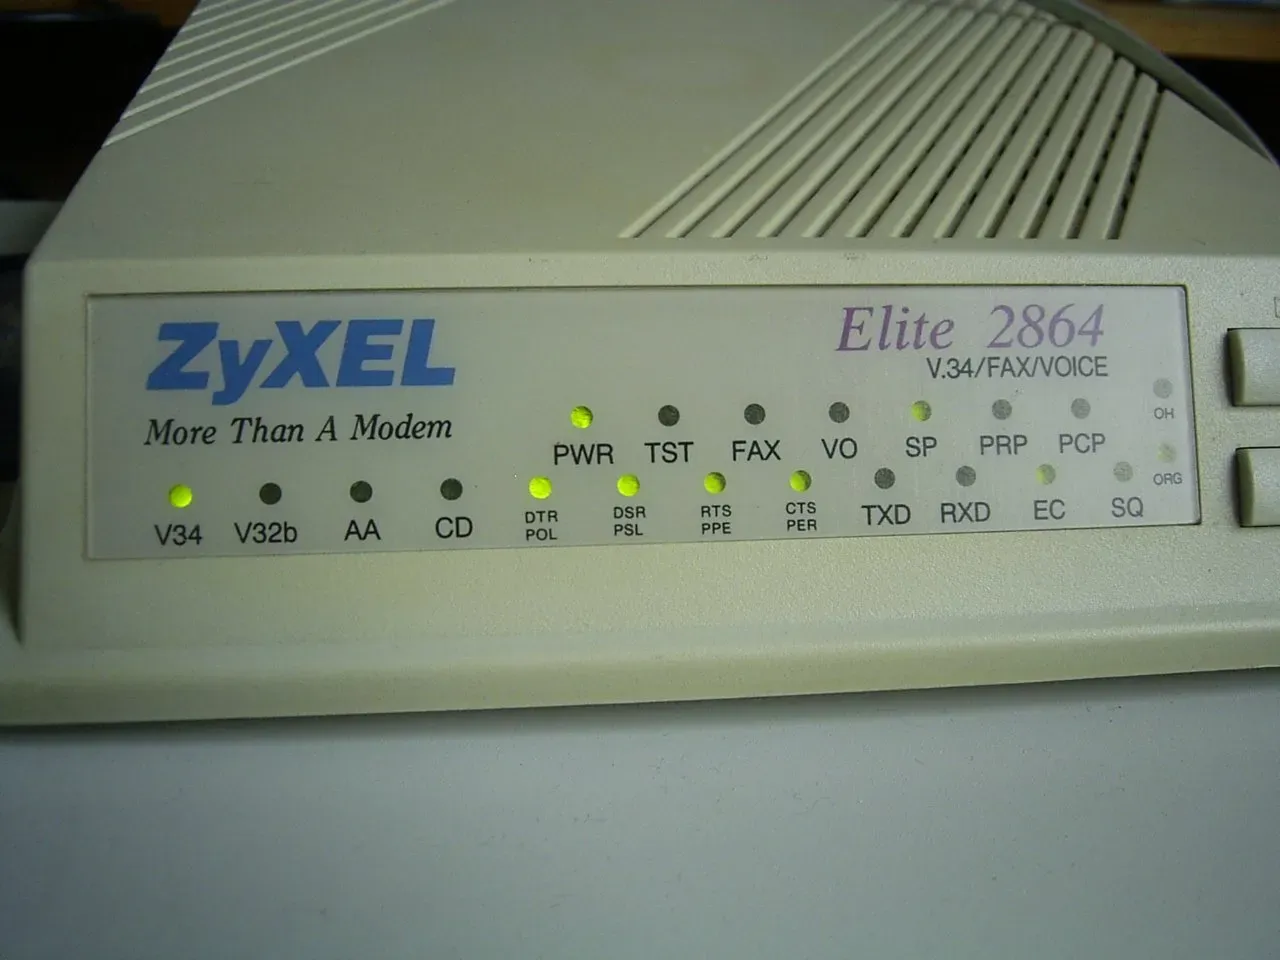 ZyXEL
More Than A Modem
Elite 2864
V.34/FAX/VOICE
OH
PWR TST FAX VO SP PRP PCP
ORG
V34 V32b AA CD DTR POL DSR PSL RTS PPE CTS PER TXD RXD EC SQ